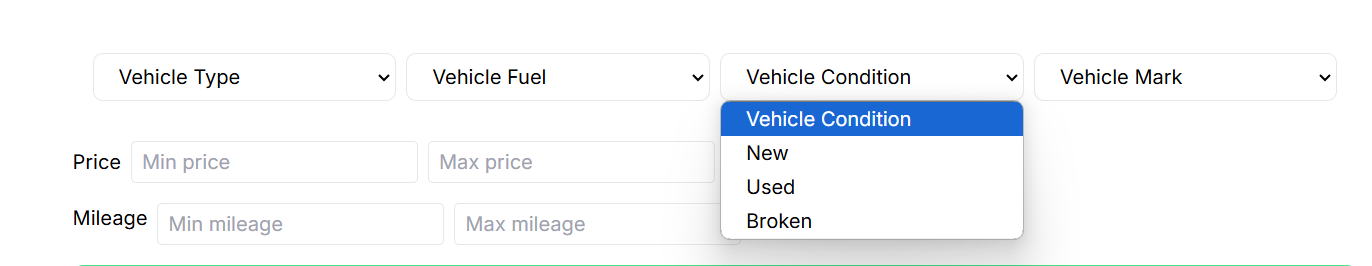 Vehicle Type Vehicle Fuel Vehicle Condition Vehicle Mark
Vehicle Condition
New
Used
Broken
Price Min price Max price
Mileage Min mileage Max mileage